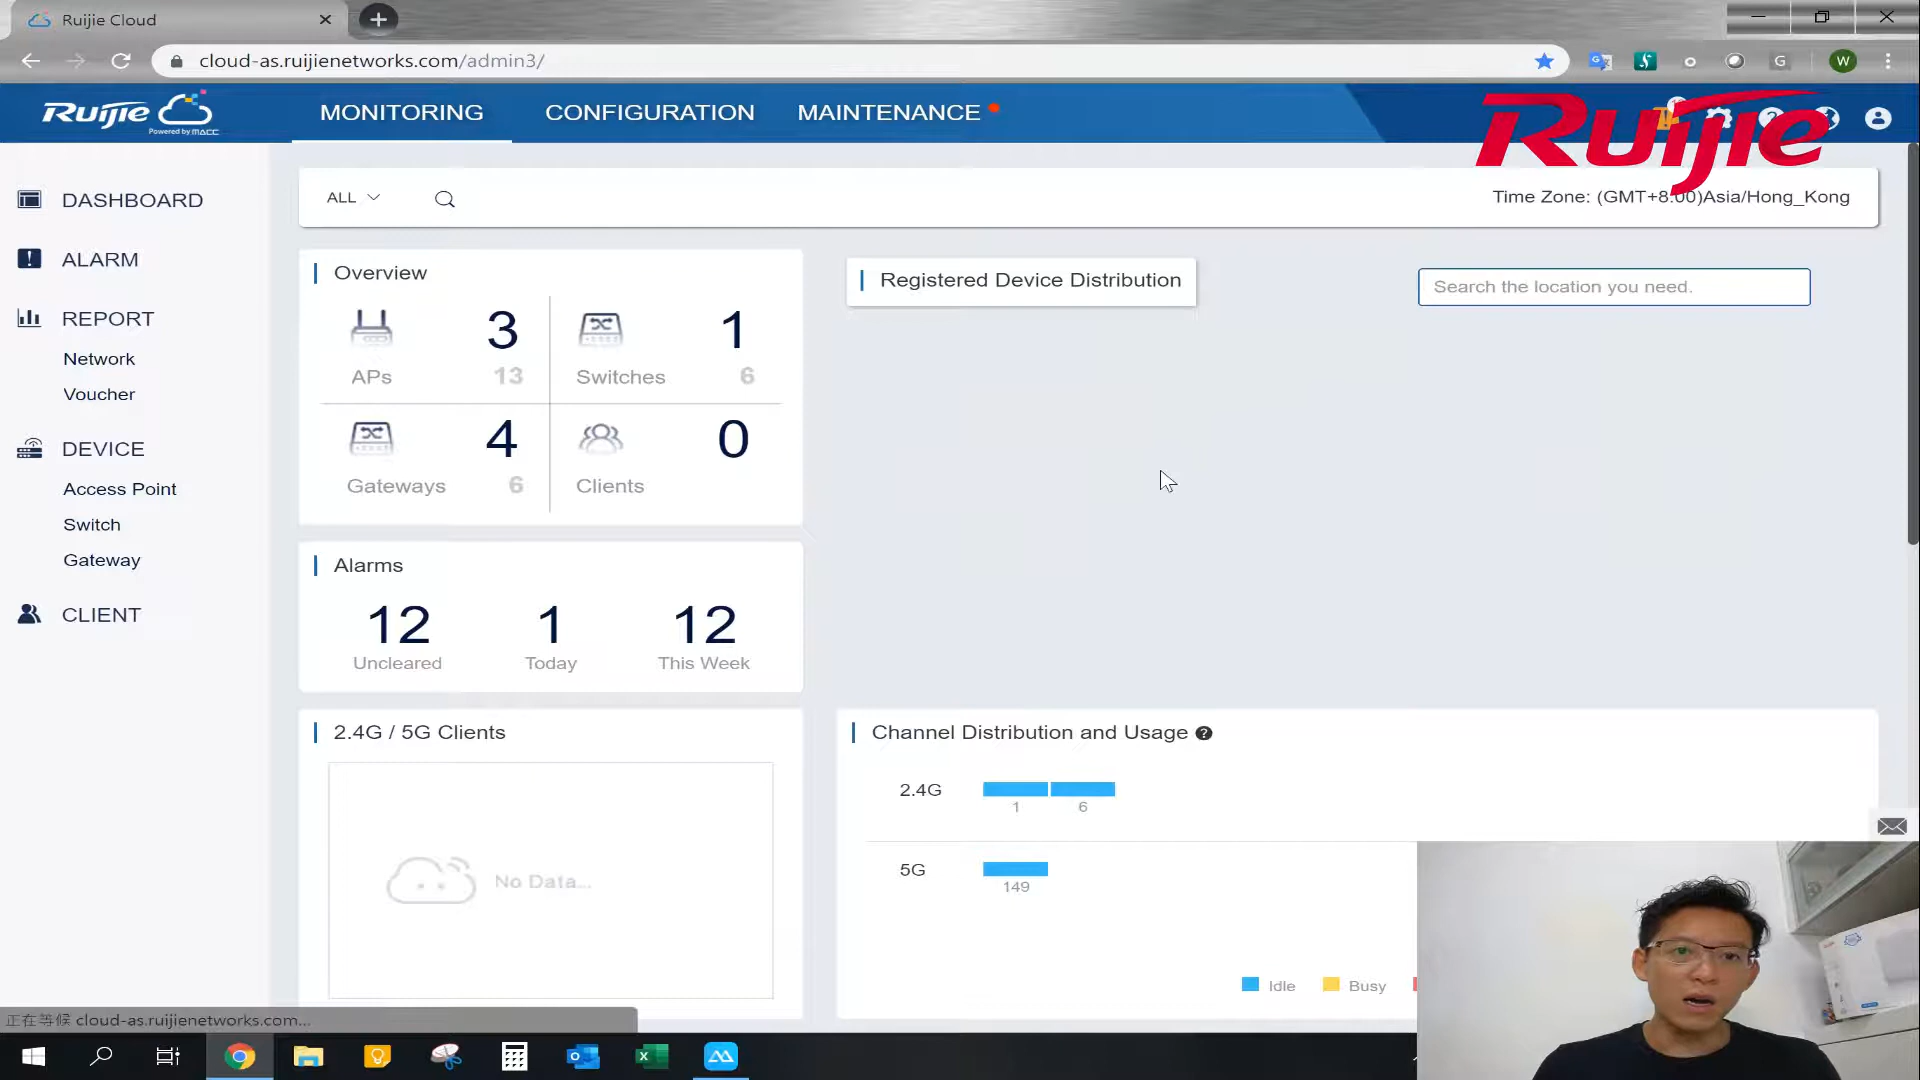 Ruijie Cloud
cloud-as.ruijienetworks.com/admin3/
W
Ruijie
Powered by MACC
MONITORING
CONFIGURATION
MAINTENANCE
Ruijie
DASHBOARD
ALARM
REPORT
Network
Voucher
DEVICE
Access Point
Switch
Gateway
CLIENT
ALL
Time Zone: (GMT+8:00)Asia/Hong_Kong
Overview
3
APs 13
1
Switches 6
4
Gateways 6
0
Clients
Registered Device Distribution
Search the location you need.
Alarms
12 1 12
Uncleared Today This Week
2.4G / 5G Clients
No Data...
Channel Distribution and Usage
2.4G
1 6
5G
149
Idle Busy
正在等候 cloud-as.ruijienetworks.com...